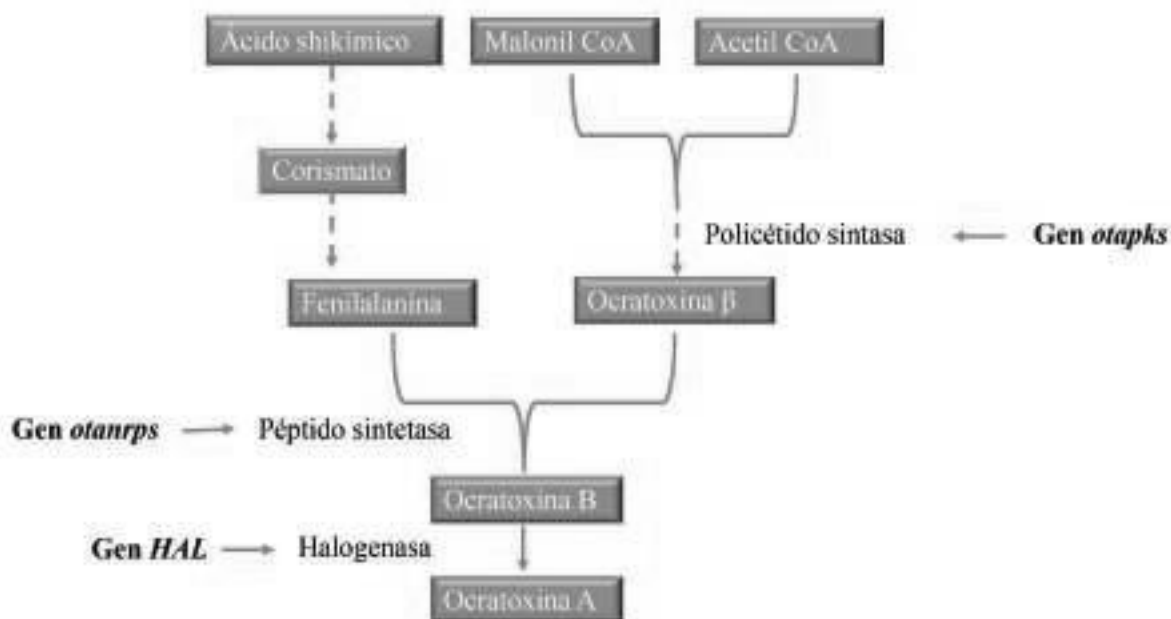 Ácido shikímico
Malonil CoA
Acetil CoA
Corismato
Policétido sintasa
Gen otapks
Fenilalanina
Ocratoxina β
Gen otanrps
Péptido sintetasa
Ocratoxina B
Gen HAL
Halogenasa
Ocratoxina A